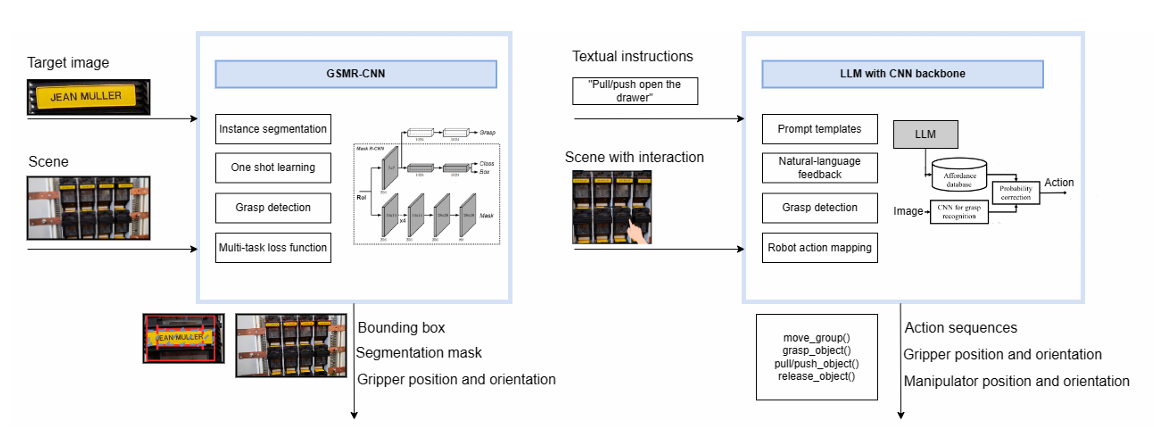 Target image
JEAN MULLER
Scene
GSMR-CNN
Instance segmentation
One shot learning
Grasp detection
Multi-task loss function
Mask R-CNN
RoI
x4
Grasp
Class
Box
Mask
JEAN MULLER
Bounding box
Segmentation mask
Gripper position and orientation
Textual instructions
"Pull/push open the
drawer"
Scene with interaction
LLM with CNN backbone
Prompt templates
Natural-language
feedback
Grasp detection
Robot action mapping
LLM
Affordance
database
Probability
correction
Action
Image
CNN for grasp
recognition
move_group()
grasp_object()
pull/push_object()
release_object()
Action sequences
Gripper position and orientation
Manipulator position and orientation